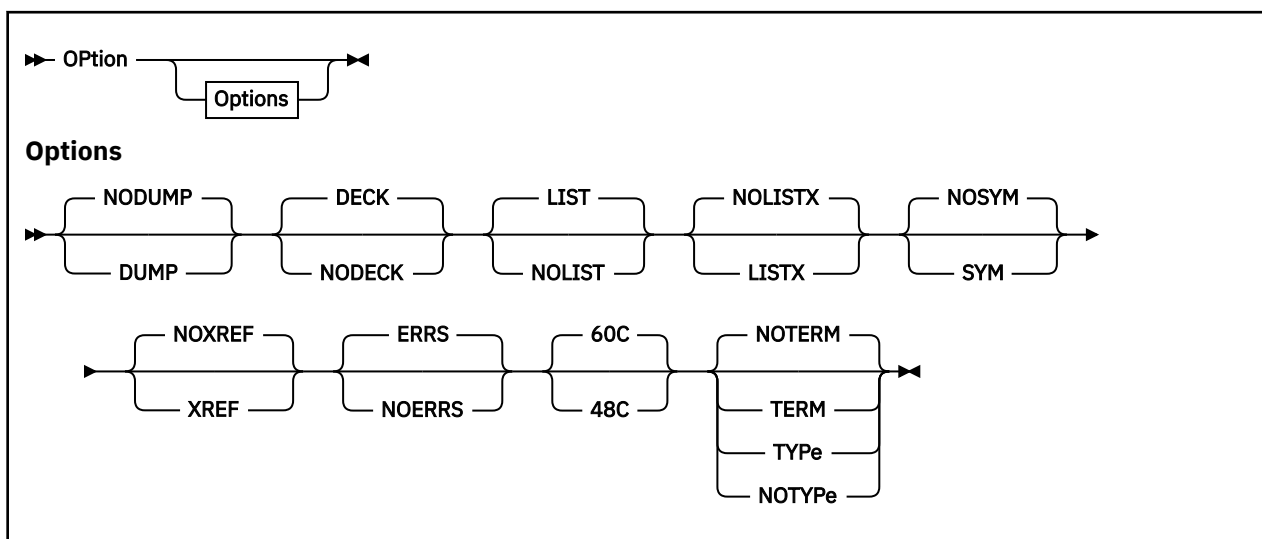 OPtion
Options
Options
NODUMP DECK LIST NOLISTX NOSYM
DUMP NODECK NOLIST LISTX SYM
NOXREF ERRS 60C NOTERM
XREF NOERRS 48C TERM
TYPe
NOTYPe